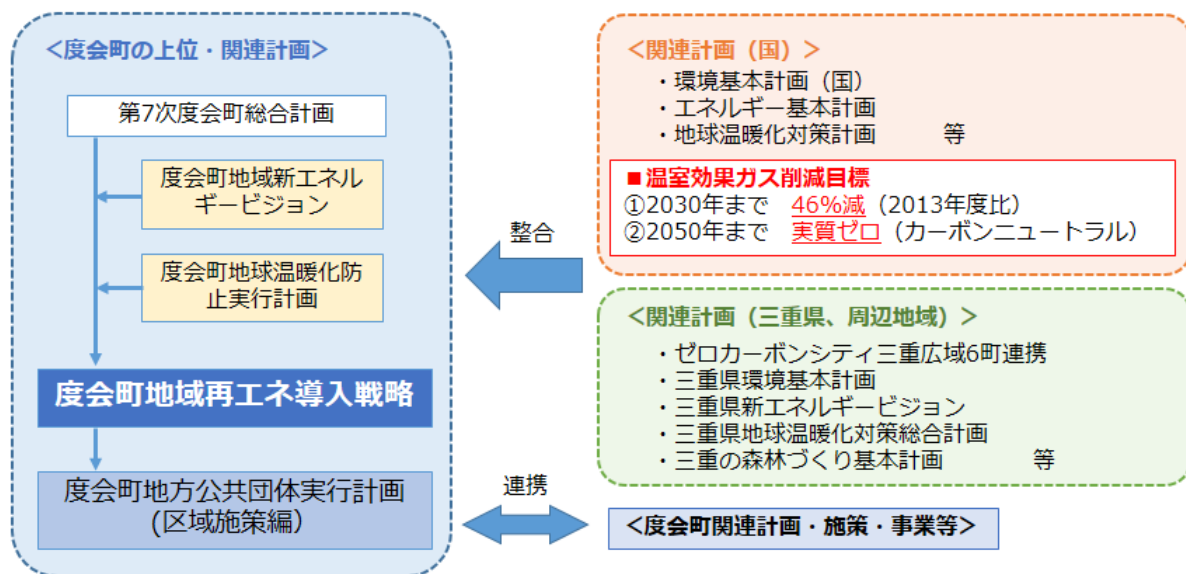 <度会町の上位・関連計画>
第7次度会町総合計画
度会町地域新エネル
ギービジョン
度会町地球温暖化防
止実行計画
度会町地域再エネ導入戦略
度会町地方公共団体実行計画
(区域施策編）
整合
連携
<関連計画（国）>
・環境基本計画（国）
・エネルギー基本計画
・地球温暖化対策計画　　　等
■温室効果ガス削減目標
①2030年まで　46%減（2013年度比）
②2050年まで　実質ゼロ（カーボンニュートラル）
<関連計画（三重県、周辺地域）>
・ゼロカーボンシティ三重広域6町連携
・三重県環境基本計画
・三重県新エネルギービジョン
・三重県地球温暖化対策総合計画
・三重の森林づくり基本計画　　　　等
<度会町関連計画・施策・事業等>